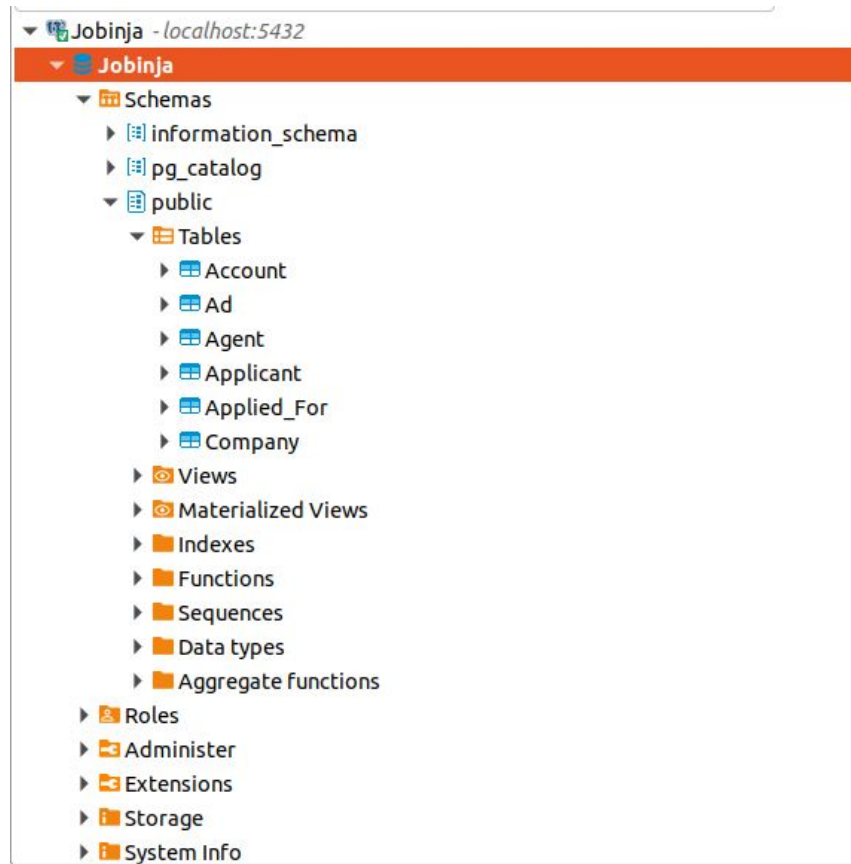 Jobinja - localhost:5432
Jobinja
Schemas
information_schema
pg_catalog
public
Tables
Account
Ad
Agent
Applicant
Applied_For
Company
Views
Materialized Views
Indexes
Functions
Sequences
Data types
Aggregate functions
Roles
Administer
Extensions
Storage
System Info